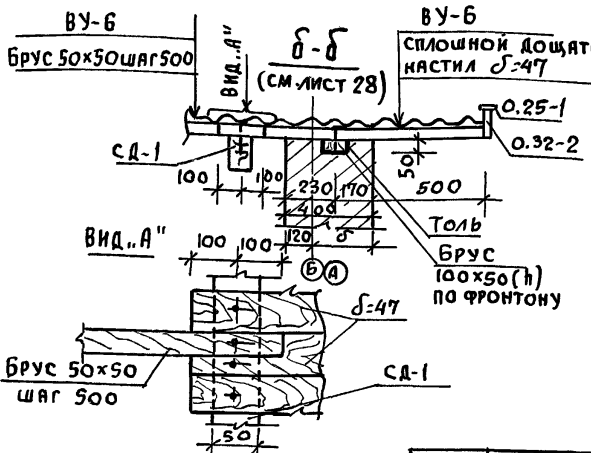 ВУ-6
БРУС 50×50 ШАГ 500
ВИД „А"
б-б
(СМ. ЛИСТ 28)
ВУ-6
СПЛОШНОЙ ДОЩАТ
НАСТИЛ δ=47
0.25-1
0.32-2
СД-1
100
100
50
230
170
500
400
120
Б
А
ТОЛЬ
БРУС
100×50(h)
ПО ФРОНТОНУ
ВИД „А"
100
100
δ=47
БРУС 50×50
ШАГ 500
СД-1
50